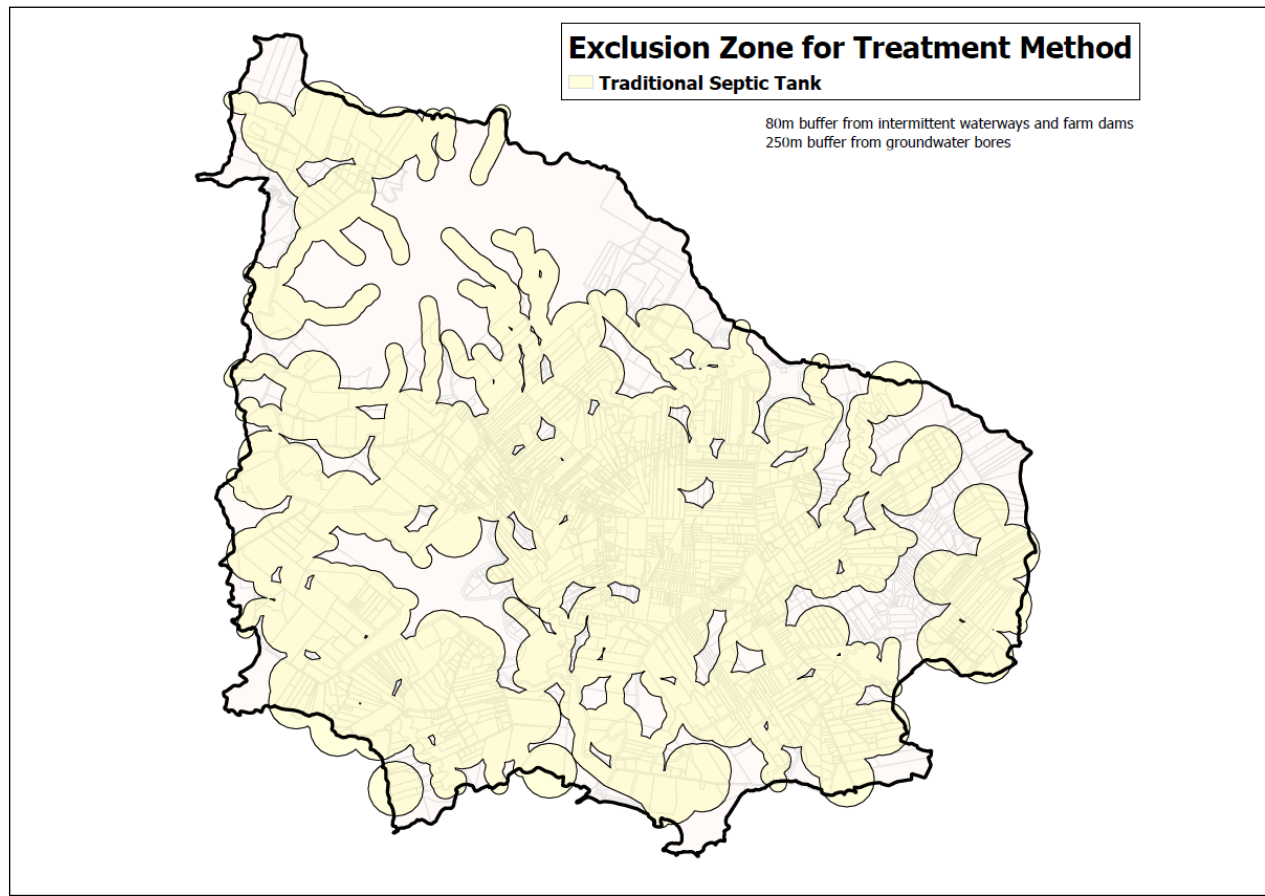 Exclusion Zone for Treatment Method
Traditional Septic Tank
80m buffer from intermittent waterways and farm dams
250m buffer from groundwater bores